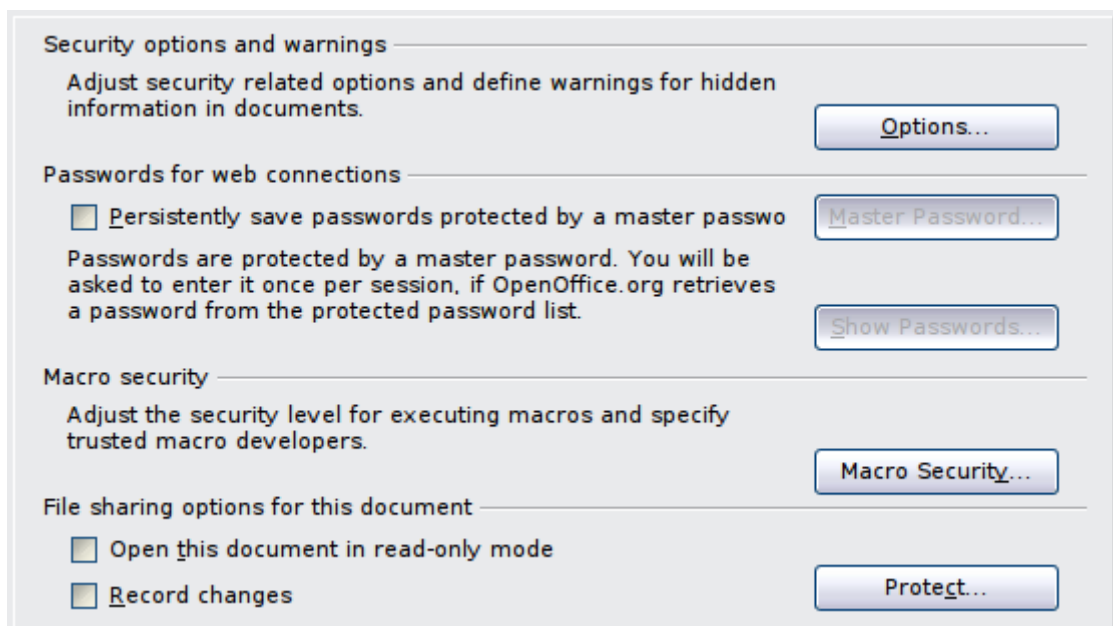 Security options and warnings
Adjust security related options and define warnings for hidden
information in documents.
Options...
Passwords for web connections
Persistently save passwords protected by a master passwo
Master Password...
Passwords are protected by a master password. You will be
asked to enter it once per session, if OpenOffice.org retrieves
a password from the protected password list.
Show Passwords...
Macro security
Adjust the security level for executing macros and specify
trusted macro developers.
Macro Security...
File sharing options for this document
Open this document in read-only mode
Record changes
Protect...